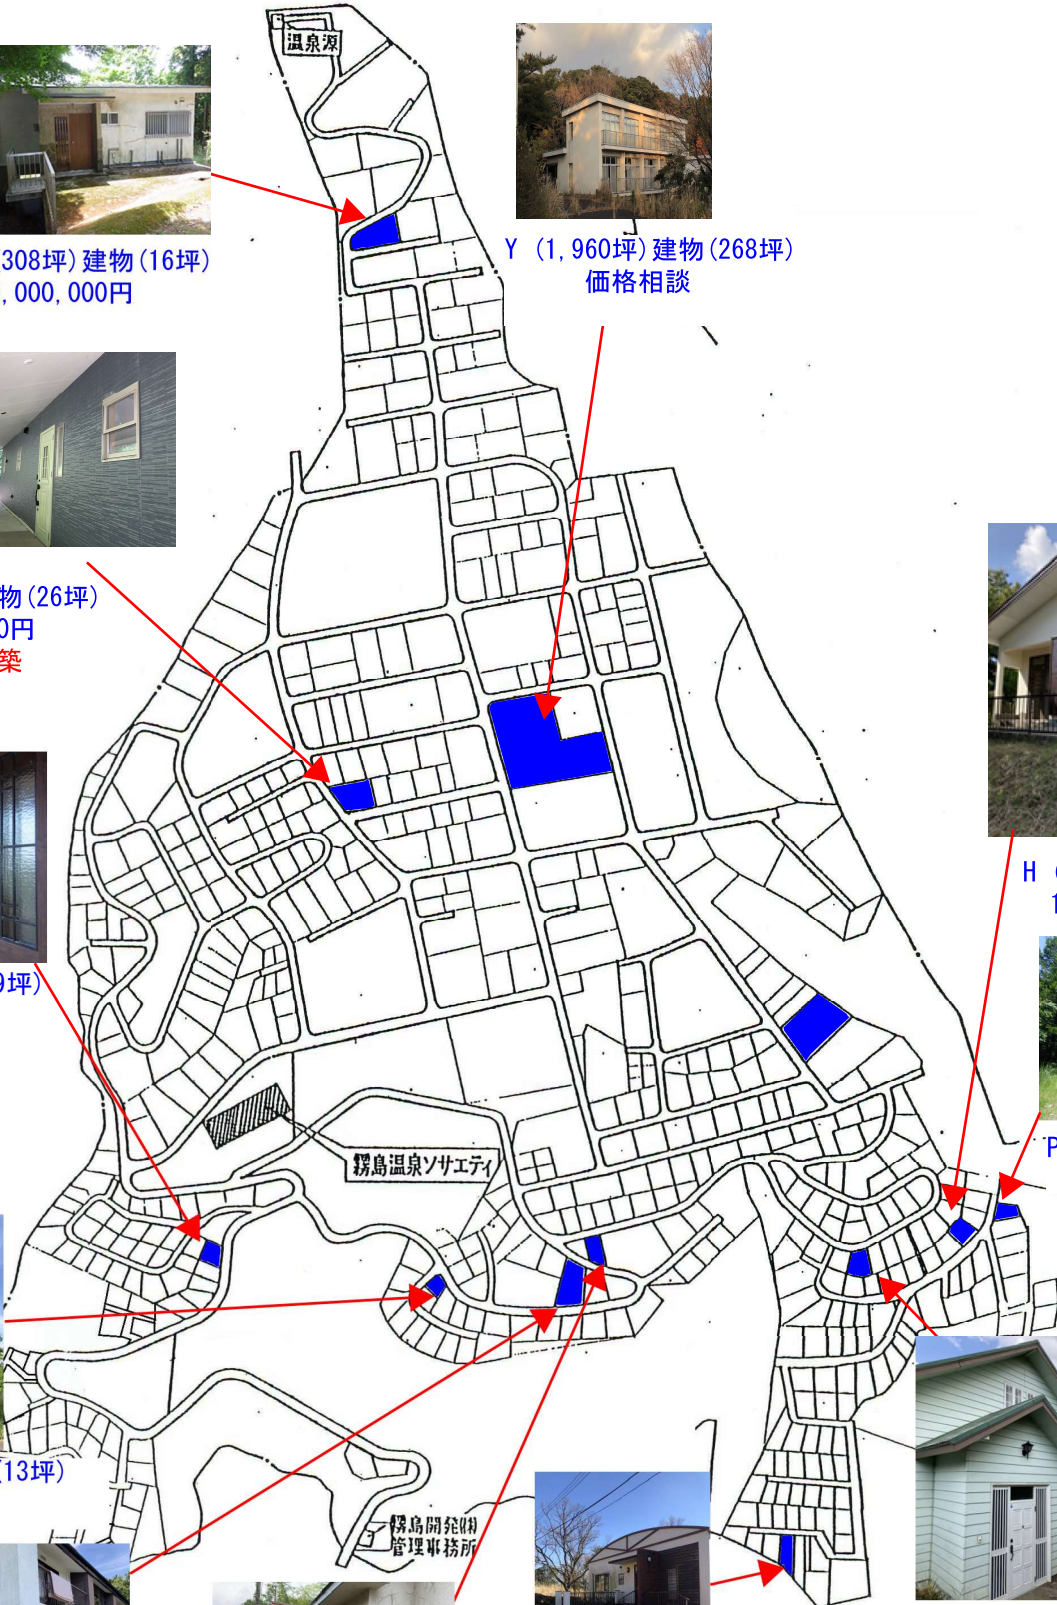 温泉源
308坪)建物(16坪)
,000,000円
Y (1,960坪)建物(268坪)
価格相談
物(26坪)
0円
築
9坪)
H
1
P
霧島温泉ソサエティ
(13坪)
霧島開発㈱
管理事務所